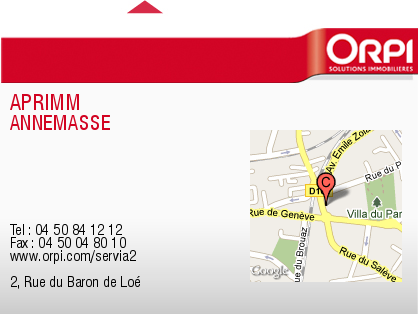 ORPI
SOLUTIONS IMMOBILIÈRES
APRIMM
ANNEMASSE
Av. Emile Zola
Rue du P
D1
C
Villa du Par
Rue de Genève
Rue du Brouaz
Rue du Salève
Google
Tel : 04 50 84 12 12
Fax : 04 50 04 80 10
www.orpi.com/servia2
2, Rue du Baron de Loé